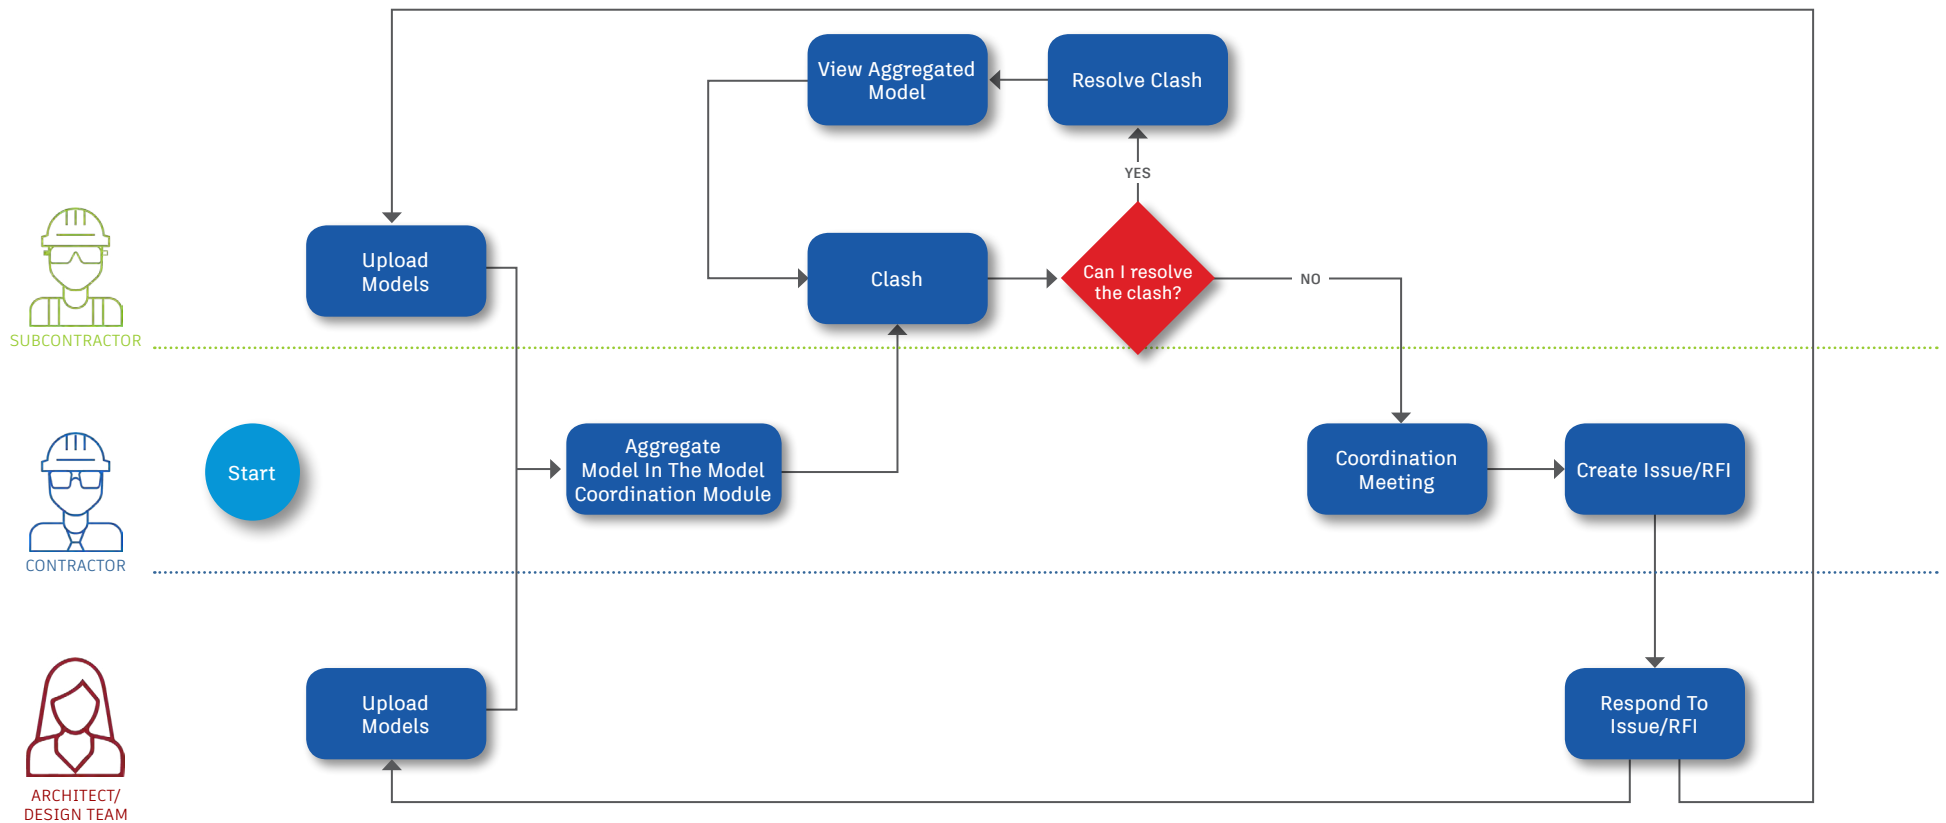 View Aggregated
Model
Resolve Clash
YES
Upload
Models
Clash
Can I resolve
the clash?
NO
SUBCONTRACTOR
Start
Aggregate
Model In The Model
Coordination Module
Coordination
Meeting
Create Issue/RFI
CONTRACTOR
Upload
Models
Respond To
Issue/RFI
ARCHITECT/
DESIGN TEAM